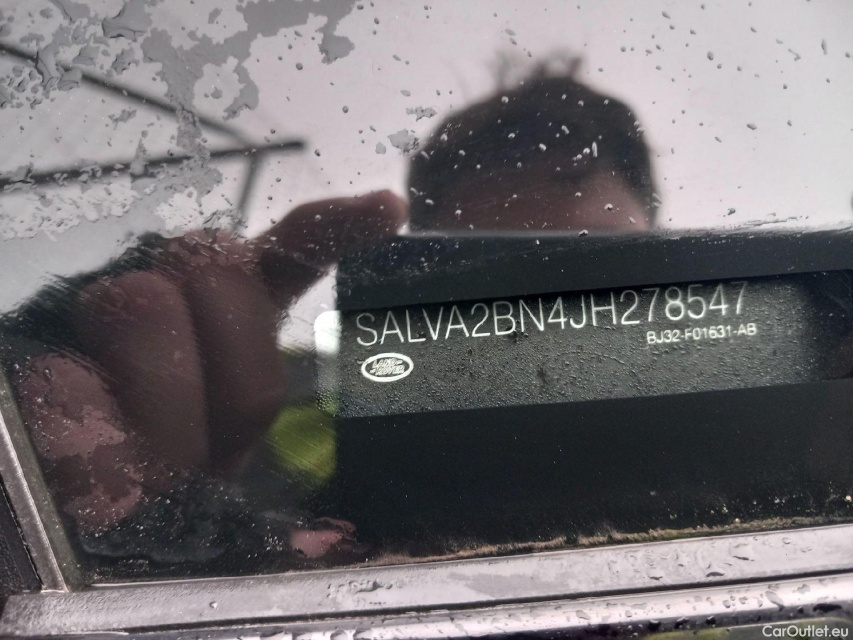 SALVA2BN4JH278547
BJ32-F01631-AB
LAND ROVER
CarOutlet.eu